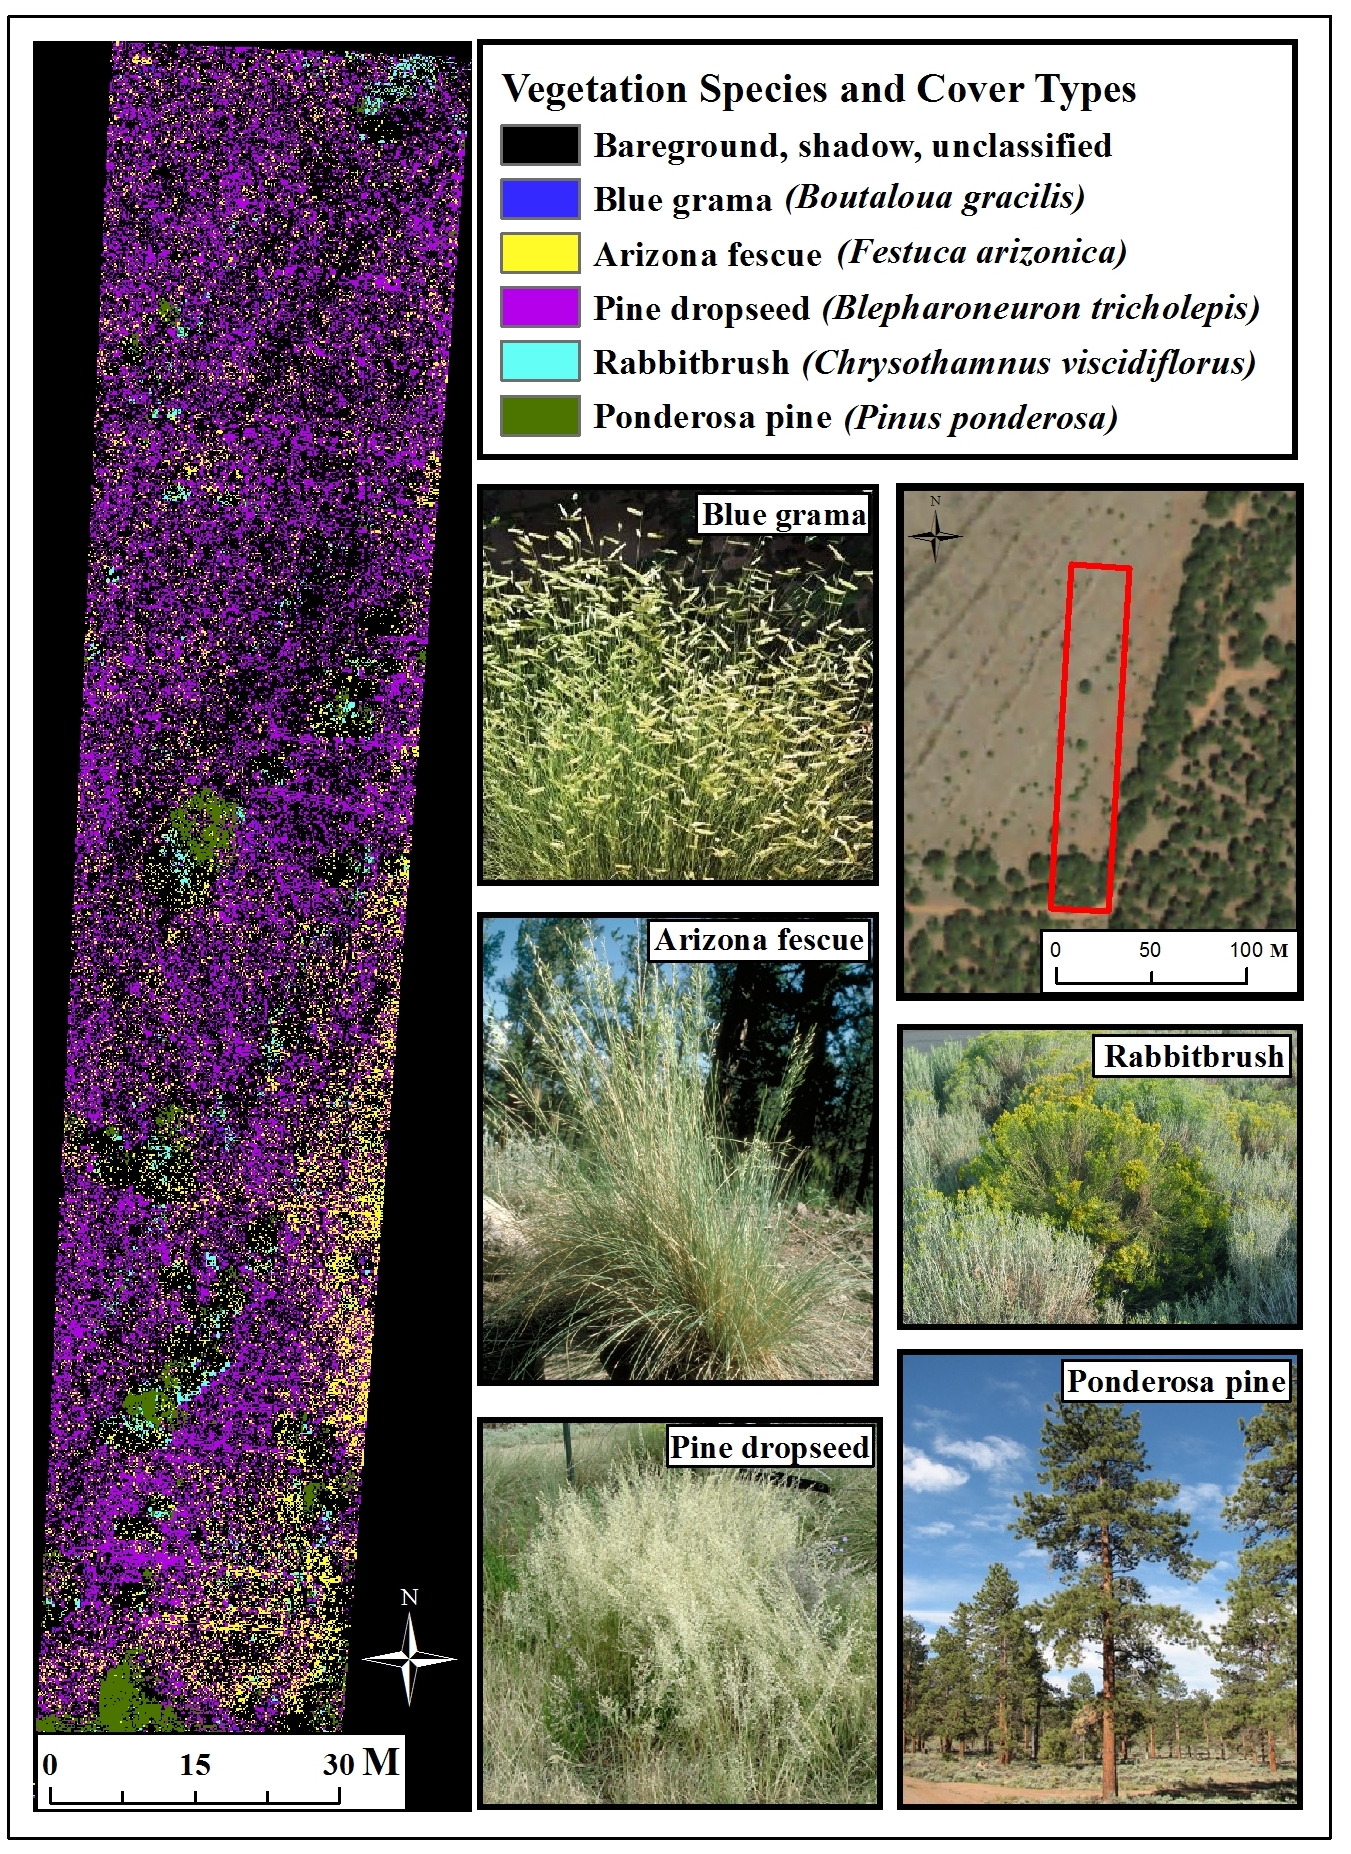 Vegetation Species and Cover Types
Bareground, shadow, unclassified
Blue grama (Boutaloua gracilis)
Arizona fescue (Festuca arizonica)
Pine dropseed (Blepharoneuron tricholepis)
Rabbitbrush (Chrysothamnus viscidiflorus)
Ponderosa pine (Pinus ponderosa)
Blue grama
N
0 50 100 M
Arizona fescue
Rabbitbrush
Ponderosa pine
Pine dropseed
N
0 15 30 M